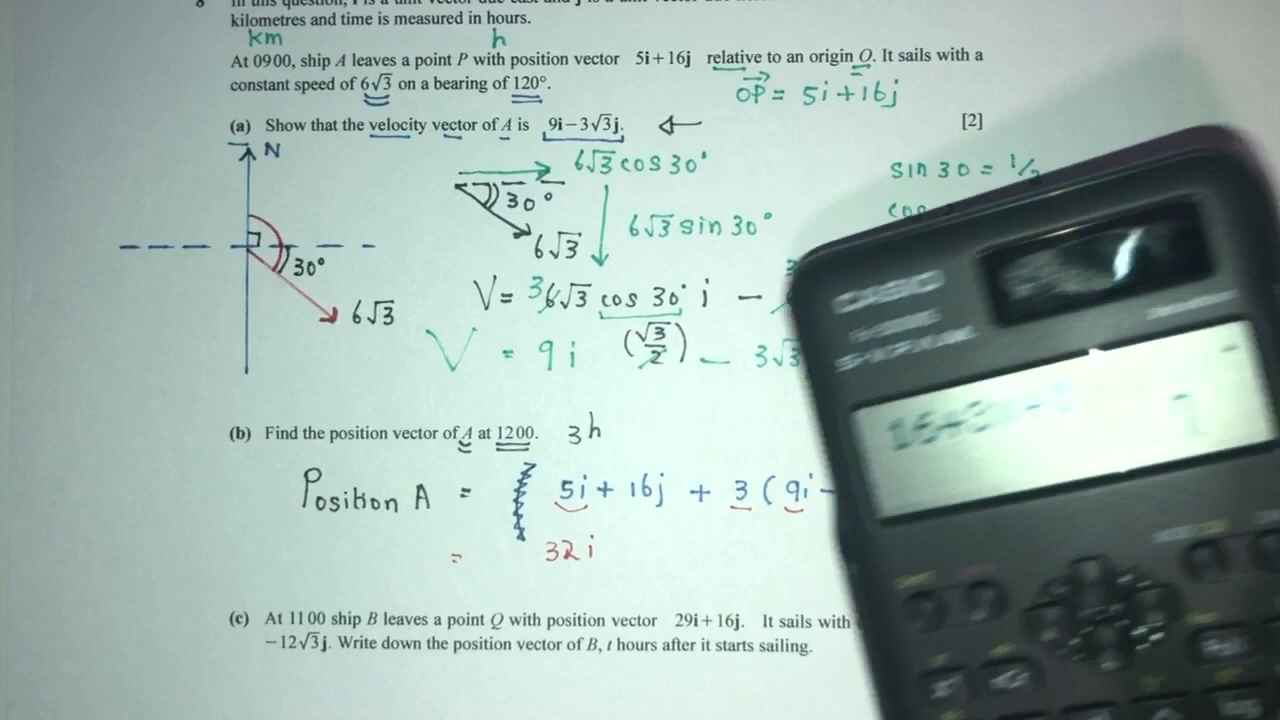 8
kilometres and time is measured in hours.
km h
At 0900, ship A leaves a point P with position vector 5i+16j relative to an origin O. It sails with a
constant speed of 6√3 on a bearing of 120°.
OP = 5i+16j
(a) Show that the velocity vector of A is 9i−3√3j. [2]
N
6√3 cos 30°
sin 30 = 1/
30°
6√3 sin 30°
6√3
30°
6√3
V = 3 6√3 cos 30° i −
V = 9i (√3/2) − 3√3
CASIO
(b) Find the position vector of A at 1200. 3h
Position A = 5i + 16j + 3 (9i −
= 32i
(c) At 1100 ship B leaves a point Q with position vector 29i+16j. It sails with
−12√3j. Write down the position vector of B, t hours after it starts sailing.